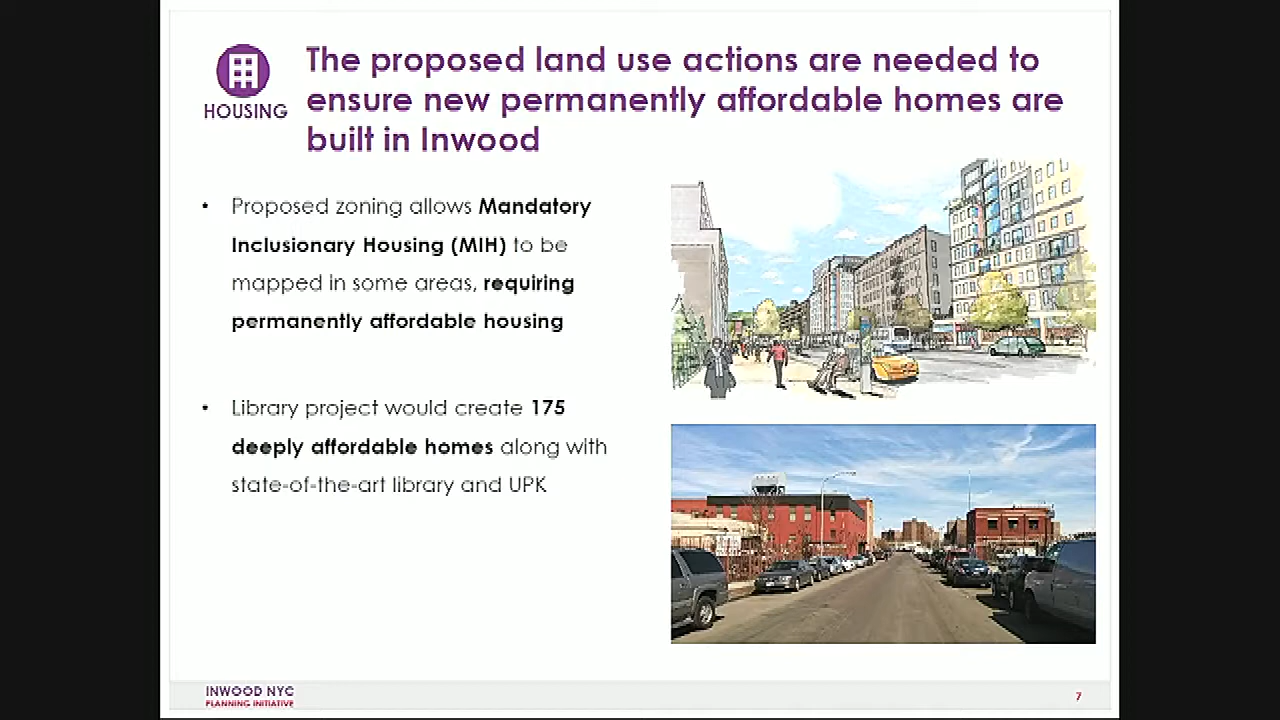 HOUSING
The proposed land use actions are needed to
ensure new permanently affordable homes are
built in Inwood
• Proposed zoning allows Mandatory
Inclusionary Housing (MIH) to be
mapped in some areas, requiring
permanently affordable housing
• Library project would create 175
deeply affordable homes along with
state-of-the-art library and UPK
INWOOD NYC
PLANNING INITIATIVE
7